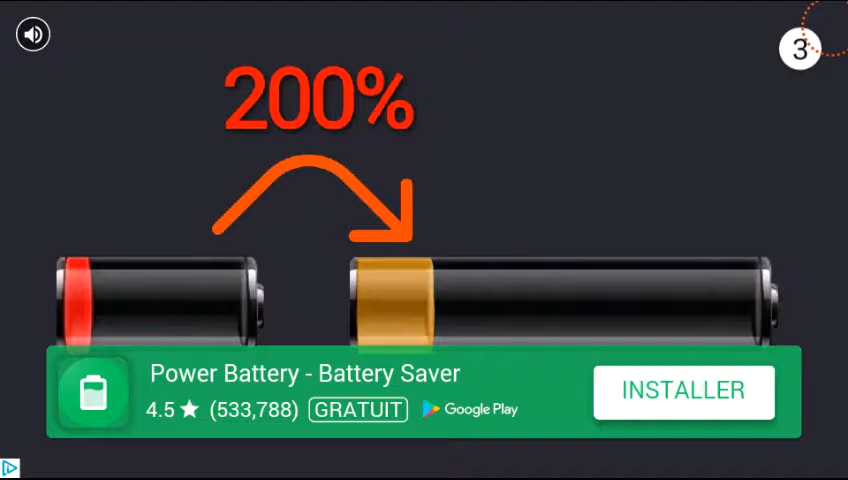 3
200%
Power Battery - Battery Saver
4.5 ★ (533,788) GRATUIT Google Play
INSTALLER